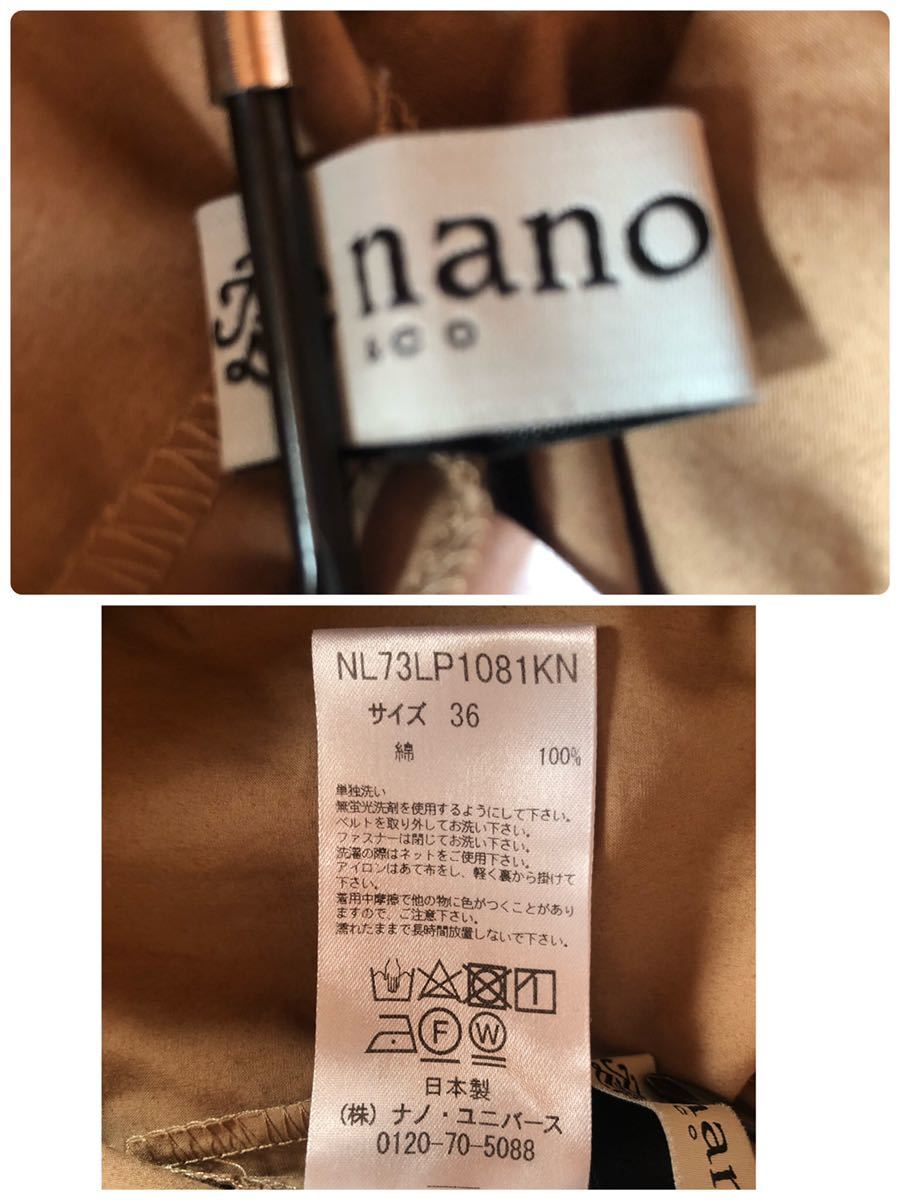 nano
NL73LP1081KN
サイズ 36
綿 100%
単独洗い
無蛍光洗剤を使用するようにして下さい。
ベルトを取り外してお洗い下さい。
ファスナーは閉じてお洗い下さい。
洗濯の際はネットをご使用下さい。
アイロンはあて布をし、軽く裏から掛けて
下さい。
着用中摩擦で他の物に色がつくことがあり
ますので、ご注意下さい。
濡れたままで長時間放置しないで下さい。
F W
日本製
(株) ナノ・ユニバース
0120-70-5088